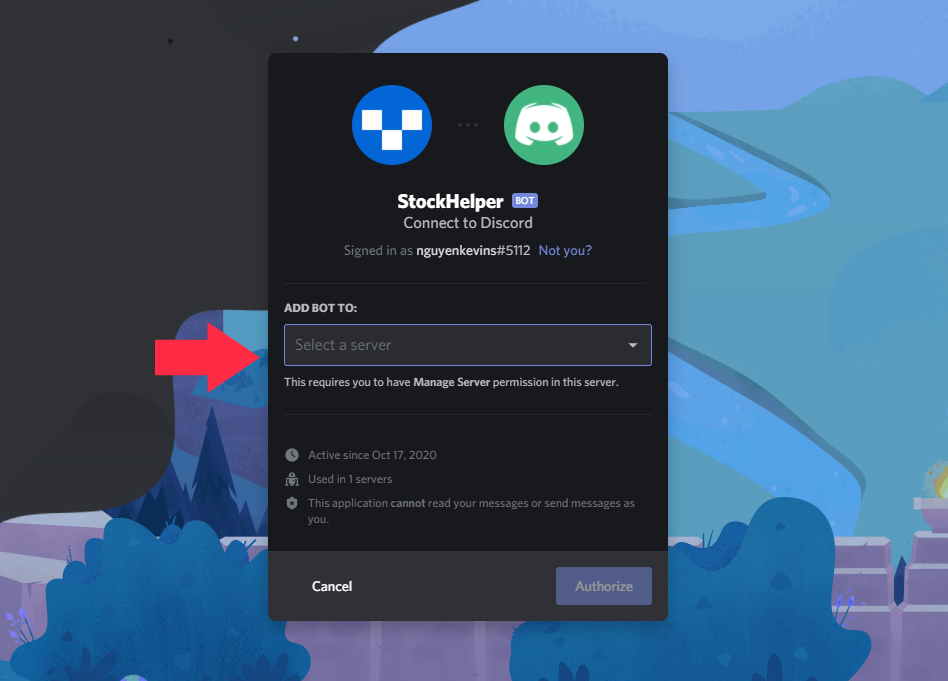 StockHelper BOT
Connect to Discord
Signed in as nguyenkevins#5112 Not you?
ADD BOT TO:
Select a server
This requires you to have Manage Server permission in this server.
Active since Oct 17, 2020
Used in 1 servers
This application cannot read your messages or send messages as
you.
Cancel Authorize